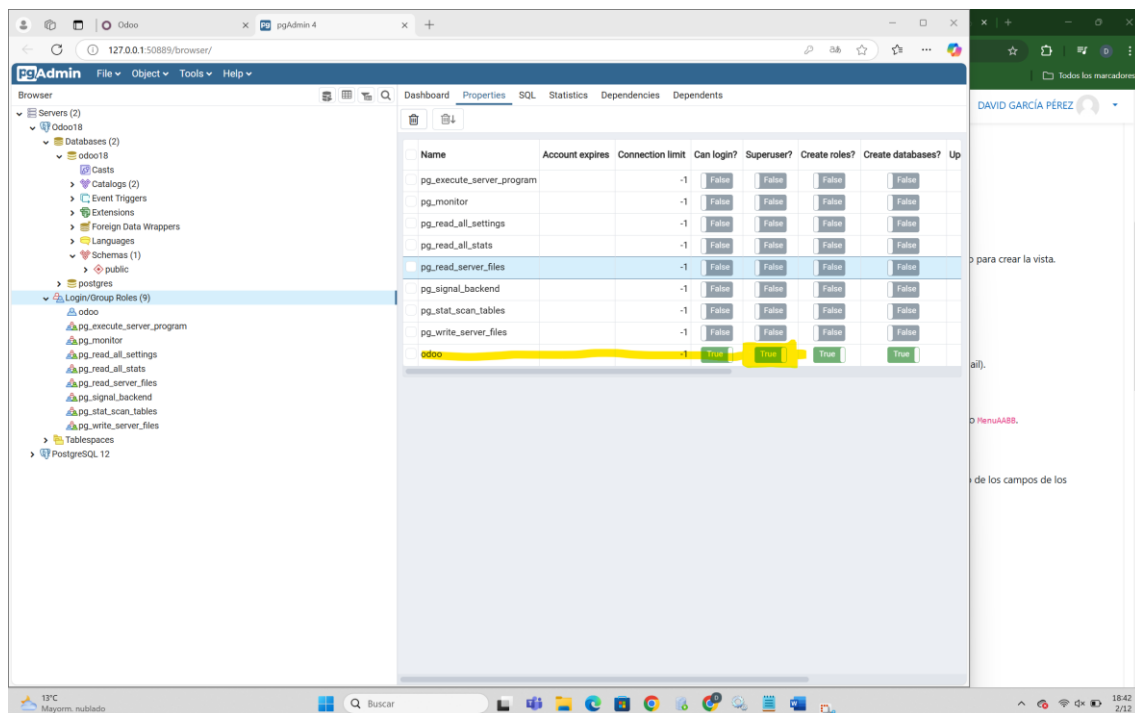 Odoo
pgAdmin 4
127.0.0.1:50889/browser/
Todos los marcadores
PgAdmin File Object Tools Help
Browser
Dashboard Properties SQL Statistics Dependencies Dependents
DAVID GARCÍA PÉREZ
Servers (2)
Odoo18
Databases (2)
odoo18
Casts
Catalogs (2)
Event Triggers
Extensions
Foreign Data Wrappers
Languages
Schemas (1)
public
postgres
Login/Group Roles (9)
odoo
pg_execute_server_program
pg_monitor
pg_read_all_settings
pg_read_all_stats
pg_read_server_files
pg_signal_backend
pg_stat_scan_tables
pg_write_server_files
Tablespaces
PostgreSQL 12
Name Account expires Connection limit Can login? Superuser? Create roles? Create databases? Up
pg_execute_server_program -1 False False False False
pg_monitor -1 False False False False
pg_read_all_settings -1 False False False False
pg_read_all_stats -1 False False False False
pg_read_server_files -1 False False False False
pg_signal_backend -1 False False False False
pg_stat_scan_tables -1 False False False False
pg_write_server_files -1 False False False False
odoo -1 True True True True
para crear la vista.
ail).
MenuAABB.
de los campos de los
13°C
Mayorm. nublado
Buscar
18:42
2/12